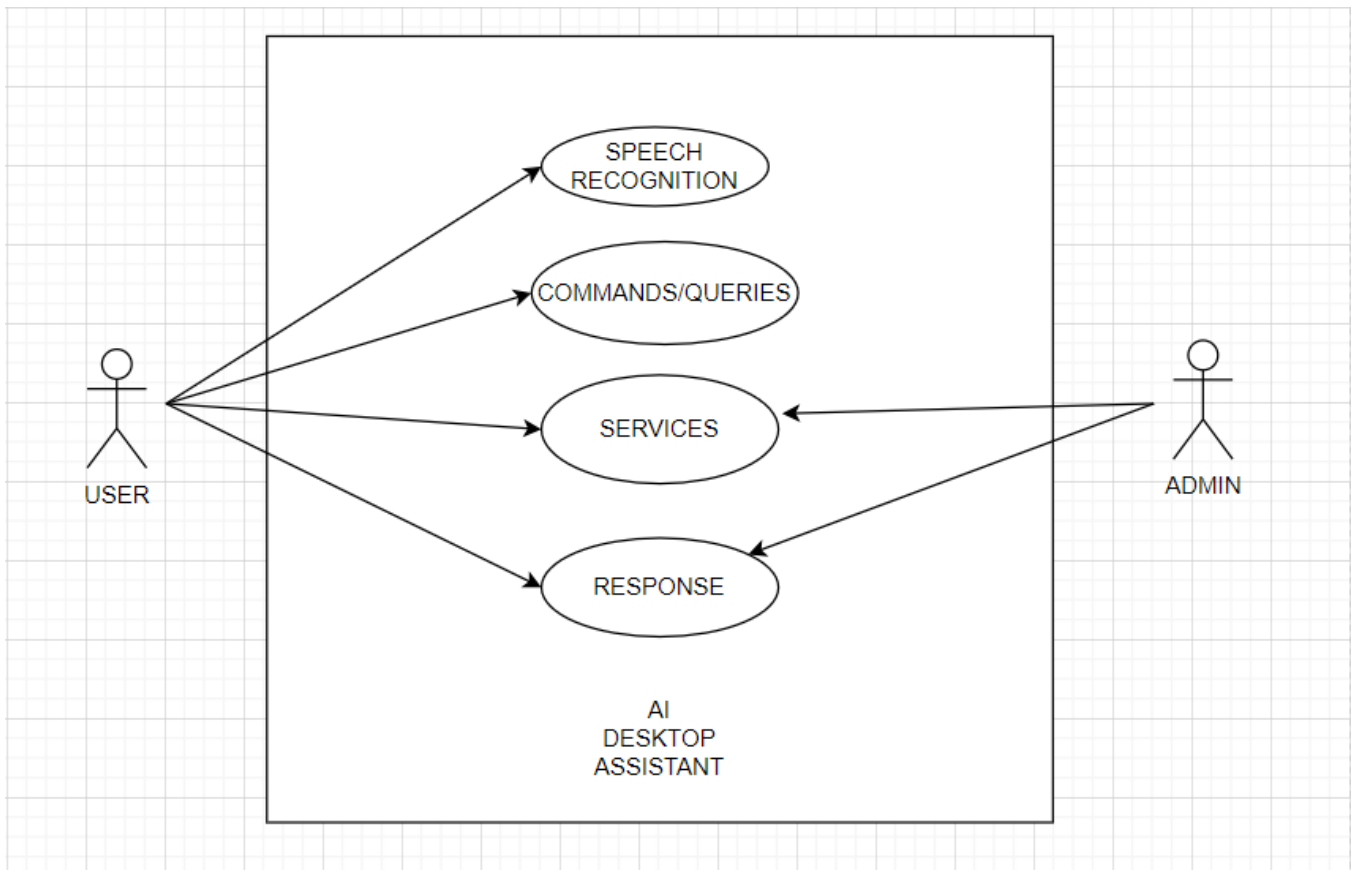 SPEECH
RECOGNITION
COMMANDS/QUERIES
SERVICES
RESPONSE
USER
ADMIN
AI
DESKTOP
ASSISTANT